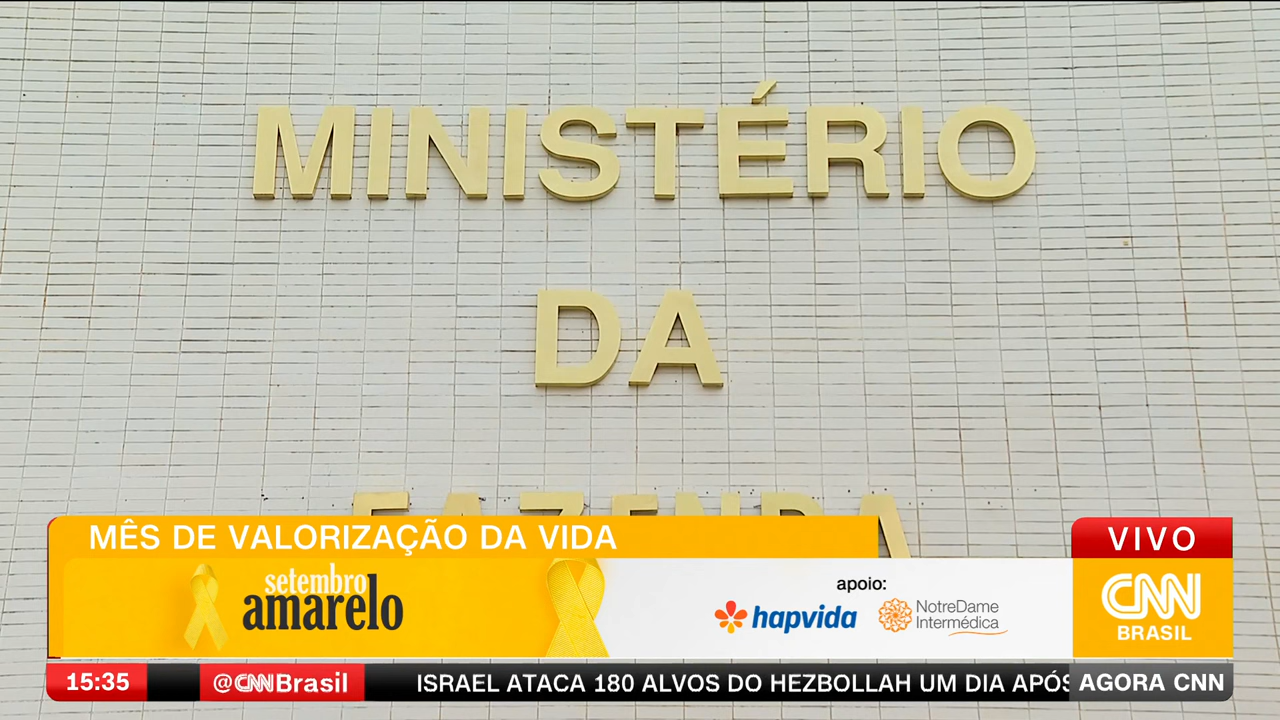 MINISTÉRIO
DA
FAZENDA
MÊS DE VALORIZAÇÃO DA VIDA
setembro
amarelo
apoio:
hapvida
NotreDame
Intermédica
VIVO
CNN
BRASIL
15:35
@CNNBrasil
ISRAEL ATACA 180 ALVOS DO HEZBOLLAH UM DIA APÓS
AGORA CNN